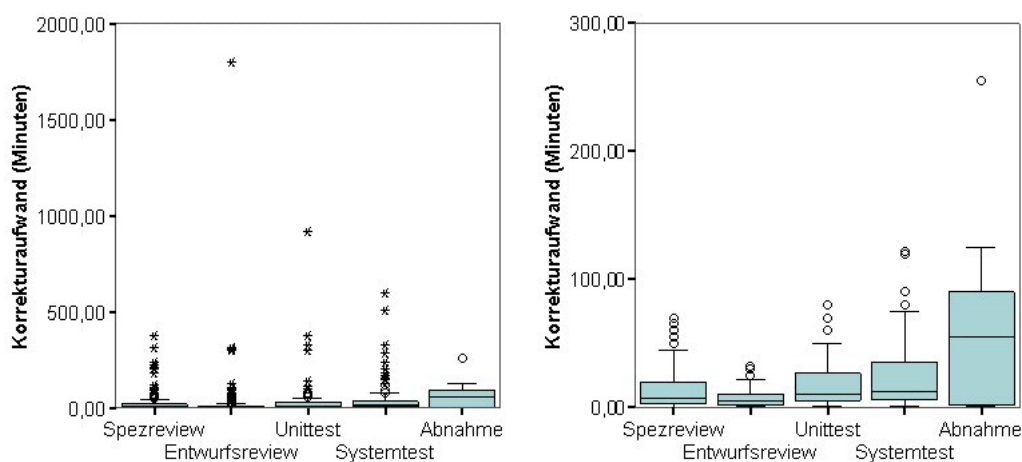 Korrekturaufwand (Minuten)
2000,00
1500,00
1000,00
500,00
0,00
Spezreview Unittest Abnahme
Entwurfsreview Systemtest
Korrekturaufwand (Minuten)
300,00
200,00
100,00
0,00
Spezreview Unittest Abnahme
Entwurfsreview Systemtest